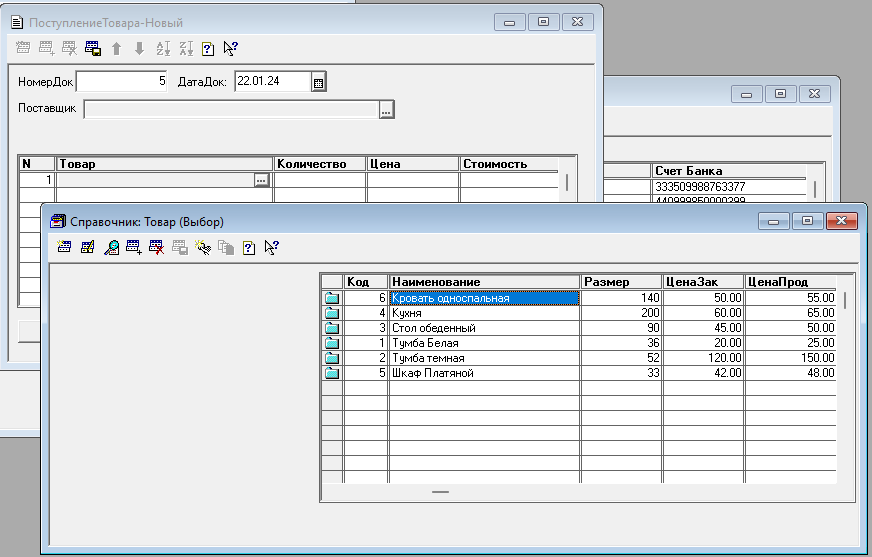 ПоступлениеТовара-Новый
НомерДок 5 ДатаДок: 22.01.24
Поставщик ...
N Товар Количество Цена Стоимость
1 ...
Счет Банка
333509988763377
Справочник: Товар (Выбор)
Код Наименование Размер ЦенаЗак ЦенаПрод
6 Кровать односпальная 140 50.00 55.00
4 Кухня 200 60.00 65.00
3 Стол обеденный 90 45.00 50.00
1 Тумба Белая 36 20.00 25.00
2 Тумба темная 52 120.00 150.00
5 Шкаф Платяной 33 42.00 48.00